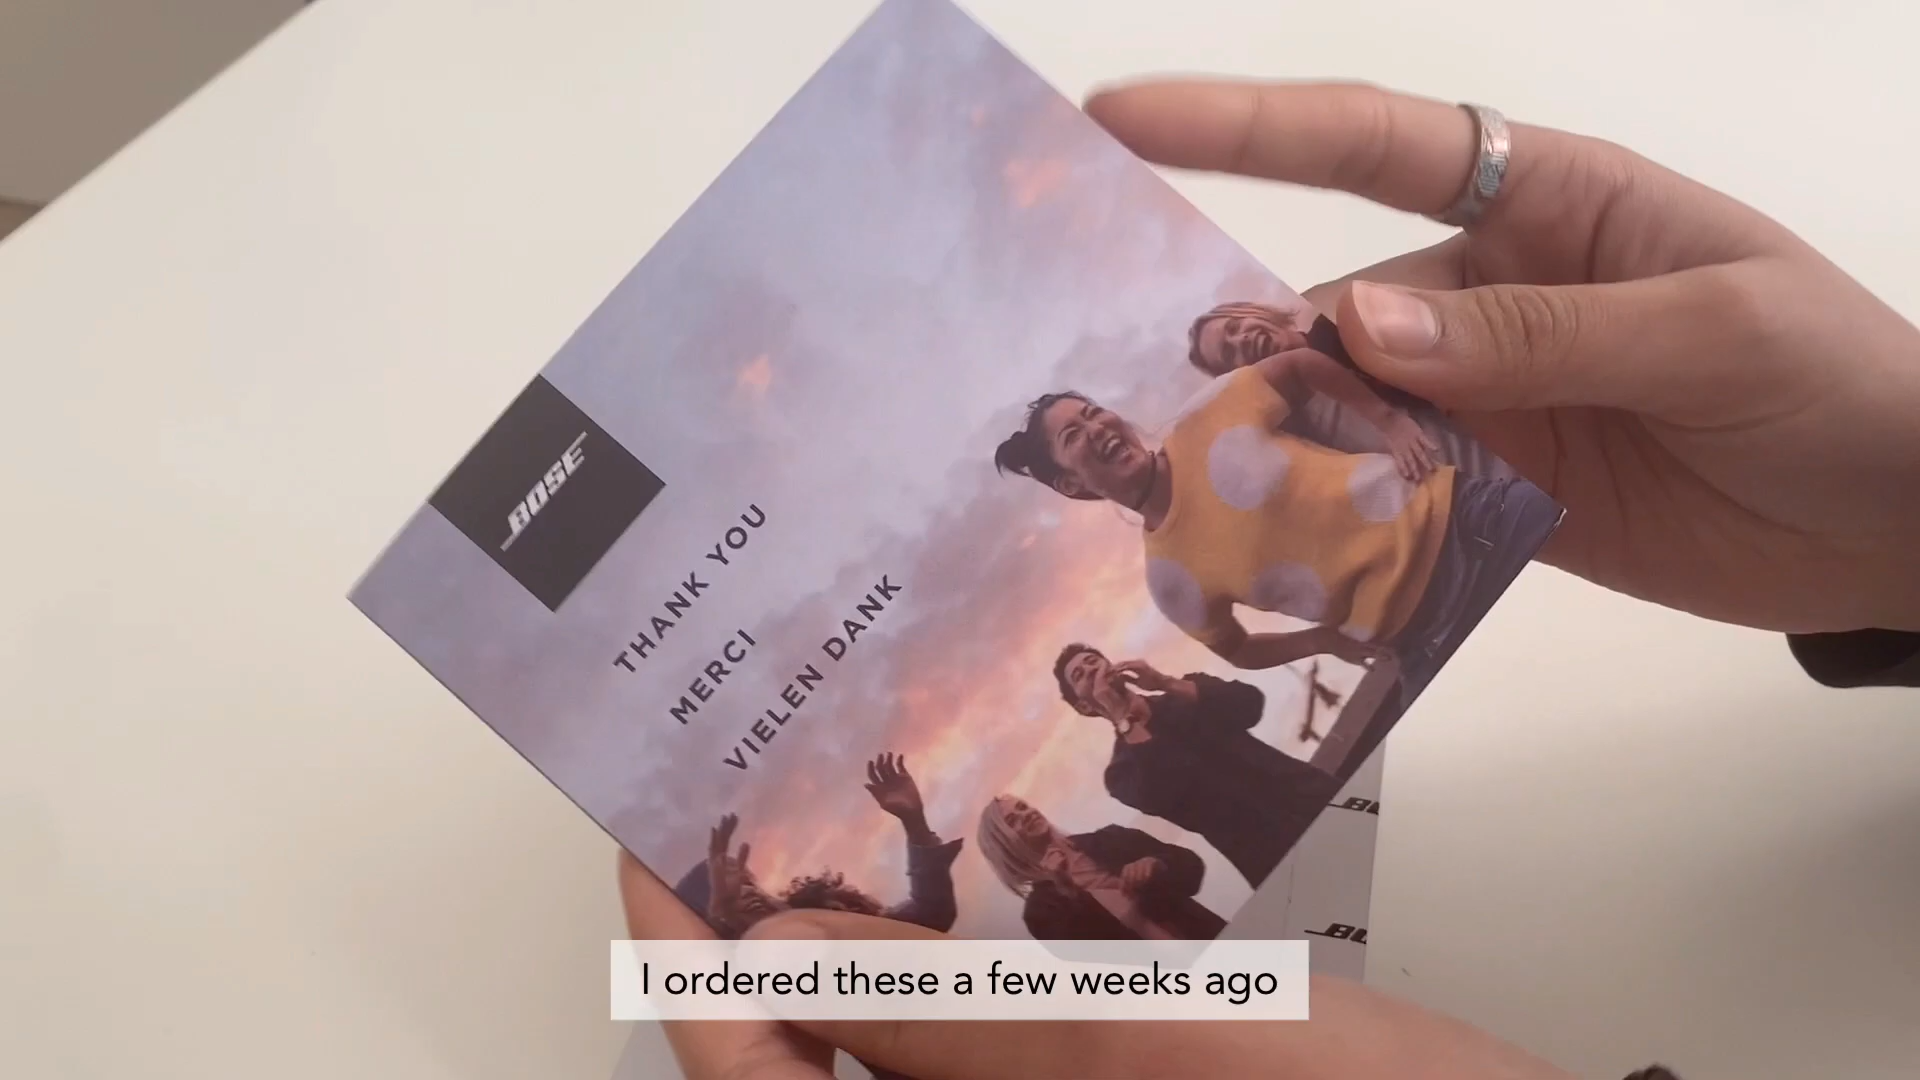 BOSE
THANK YOU
MERCI
VIELEN DANK
I ordered these a few weeks ago